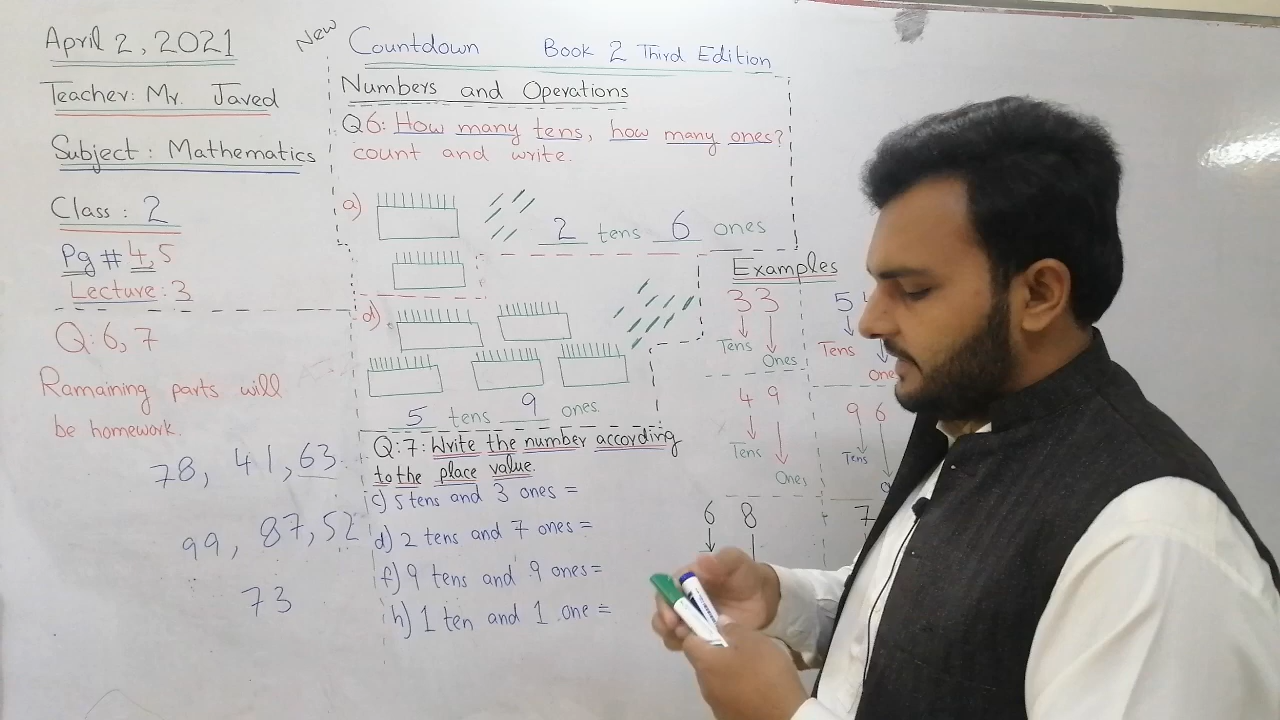 April 2, 2021
Teacher: Mr. Javed
Subject: Mathematics
Class: 2
Pg # 4,5
Lecture: 3
Q: 6, 7
Ramaining parts will
be homework.
78, 41, 63
99, 87, 52
73
New
Countdown Book 2 Third Edition
Numbers and Operations
Q6: How many tens, how many ones?
count and write.
a)
2 tens 6 ones
d)
5 tens 9 ones.
Q:7: Write the number according
to the place value.
c) 5 tens and 3 ones =
d) 2 tens and 7 ones =
f) 9 tens and 9 ones=
h) 1 ten and 1 one =
Examples
33
Tens
Ones
49
Tens
Ones
68
5
Tens
96
Tens
7